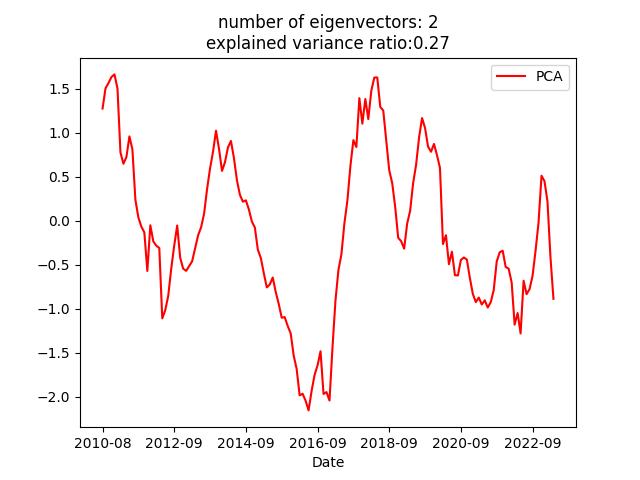 number of eigenvectors: 2
explained variance ratio:0.27
PCA
1.5
1.0
0.5
0.0
−0.5
−1.0
−1.5
−2.0
2010-08 2012-09 2014-09 2016-09 2018-09 2020-09 2022-09
Date